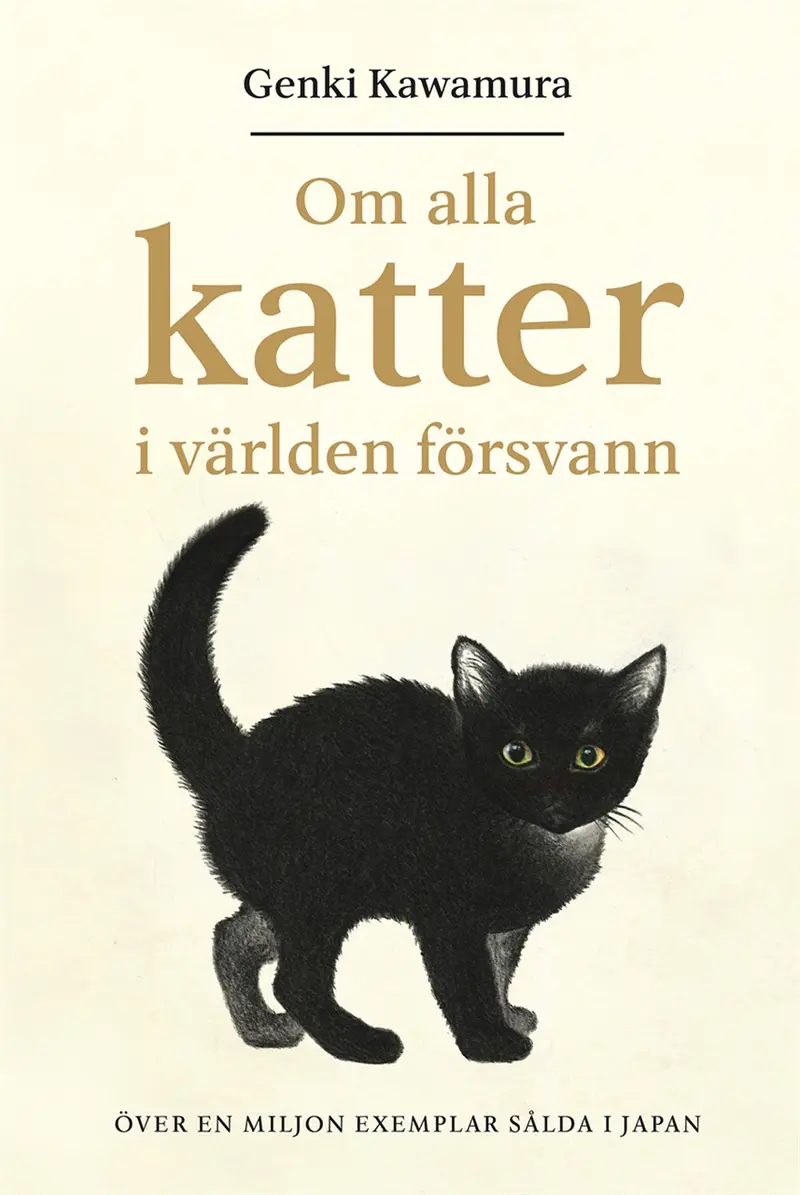 Genki Kawamura
Om alla
katter
i världen försvann
ÖVER EN MILJON EXEMPLAR SÅLDA I JAPAN